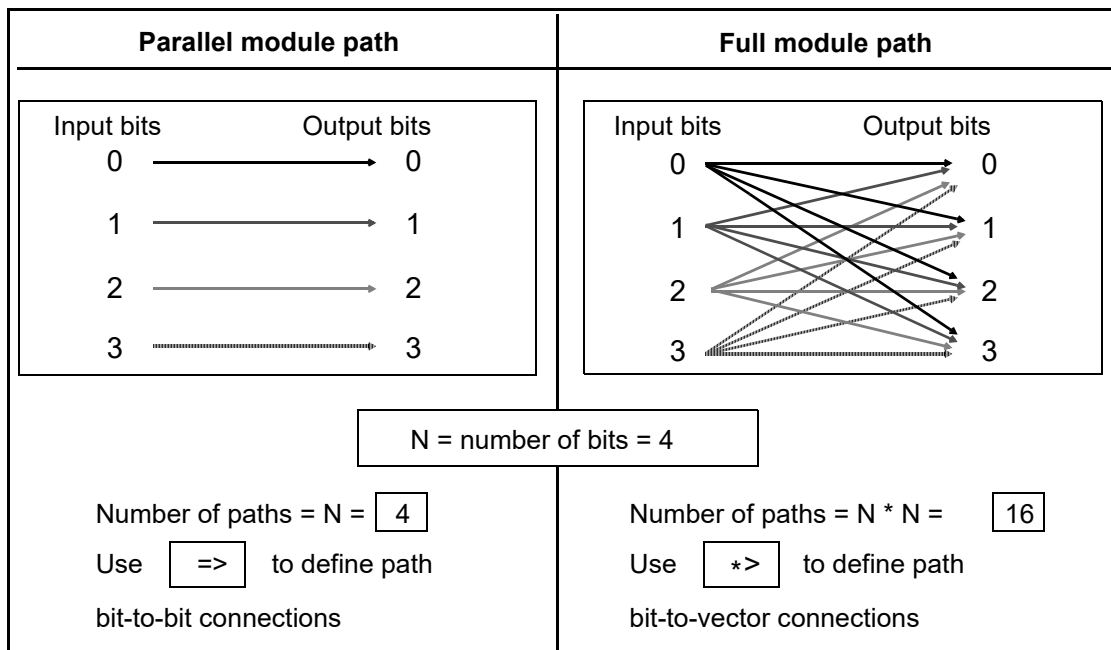 Parallel module path
Full module path
Input bits Output bits
0 0
1 1
2 2
3 3
Input bits Output bits
0 0
1 1
2 2
3 3
N = number of bits = 4
Number of paths = N = 4
Use => to define path
bit-to-bit connections
Number of paths = N * N = 16
Use *> to define path
bit-to-vector connections